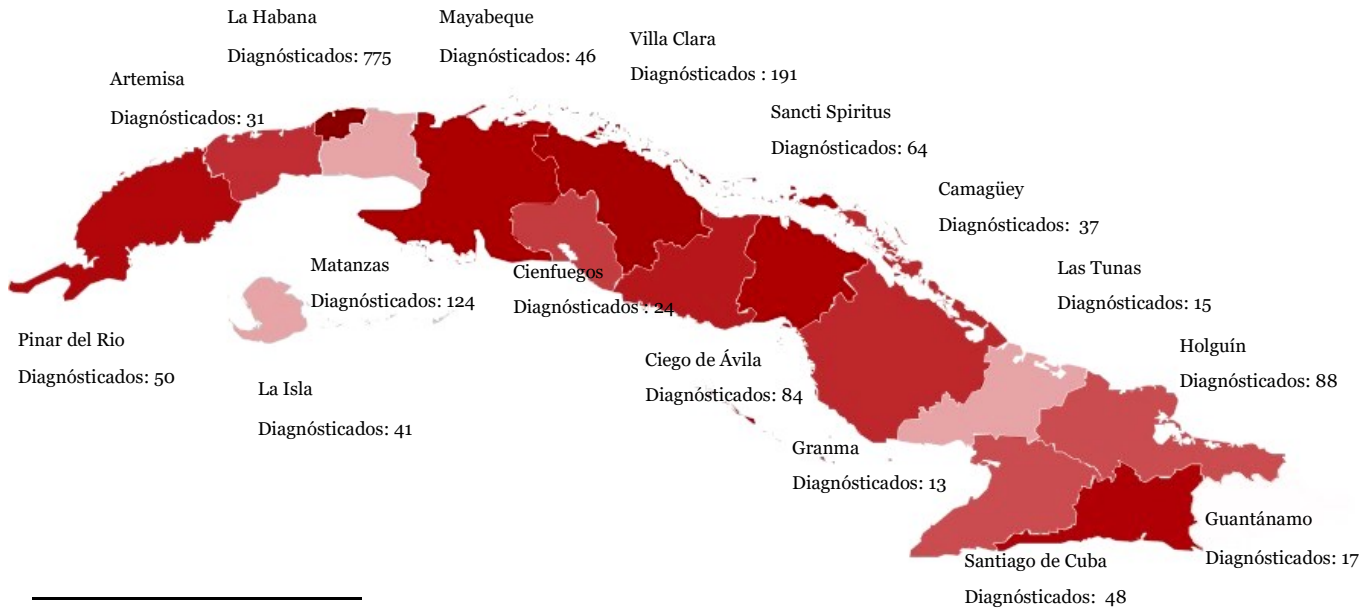 La Habana
Diagnósticados: 775
Mayabeque
Diagnósticados: 46
Villa Clara
Diagnósticados : 191
Artemisa
Diagnósticados: 31
Sancti Spiritus
Diagnósticados: 64
Camagüey
Diagnósticados: 37
Matanzas
Diagnósticados: 124
Cienfuegos
Diagnósticados : 24
Las Tunas
Diagnósticados: 15
Pinar del Rio
Diagnósticados: 50
La Isla
Diagnósticados: 41
Ciego de Ávila
Diagnósticados: 84
Holguín
Diagnósticados: 88
Granma
Diagnósticados: 13
Guantánamo
Diagnósticados: 17
Santiago de Cuba
Diagnósticados: 48